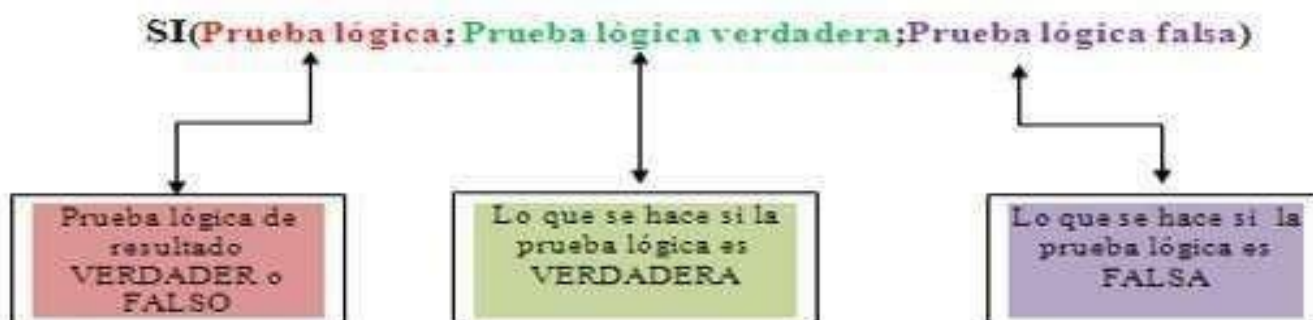 SI(Prueba lógica; Prueba lógica verdadera;Prueba lógica falsa)
Prueba lógica de
resultado
VERDADER o
FALSO
Lo que se hace si la
prueba lógica es
VERDADERA
Lo que se hace si la
prueba lógica es
FALSA